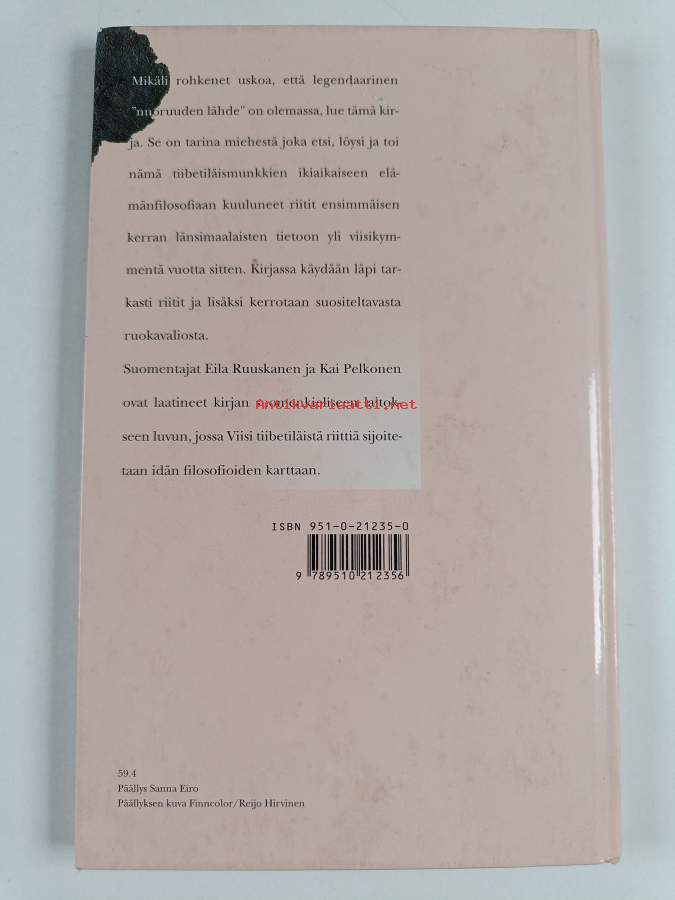 Mikäli rohkenet uskoa, että legendaarinen
"nuoruuden lähde" on olemassa, lue tämä kir-
ja. Se on tarina miehestä joka etsi, löysi ja toi
nämä tiibetiläismunkkien ikiaikaiseen elä-
mänfilosofiaan kuuluneet riitit ensimmäisen
kerran länsimaalaisten tietoon yli viisikym-
mentä vuotta sitten. Kirjassa käydään läpi tar-
kasti riitit ja lisäksi kerrotaan suositeltavasta
ruokavaliosta.
Suomentajat Eila Ruuskanen ja Kai Pelkonen
ovat laatineet kirjan suomenkieliseen laitok-
seen luvun, jossa Viisi tiibetiläistä riittiä sijoite-
taan idän filosofioiden karttaan.
Antikvariaatti.net
ISBN 951-0-21235-0
9 789510 212356
59.4
Päällys Sanna Eiro
Päällyksen kuva Finncolor/Reijo Hirvinen